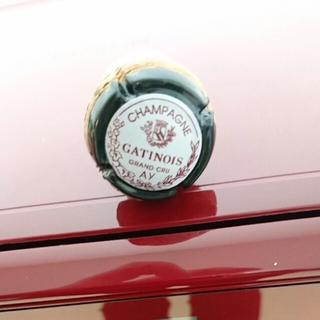 CHAMPAGNE
GATINOIS
GRAND CRU
AY